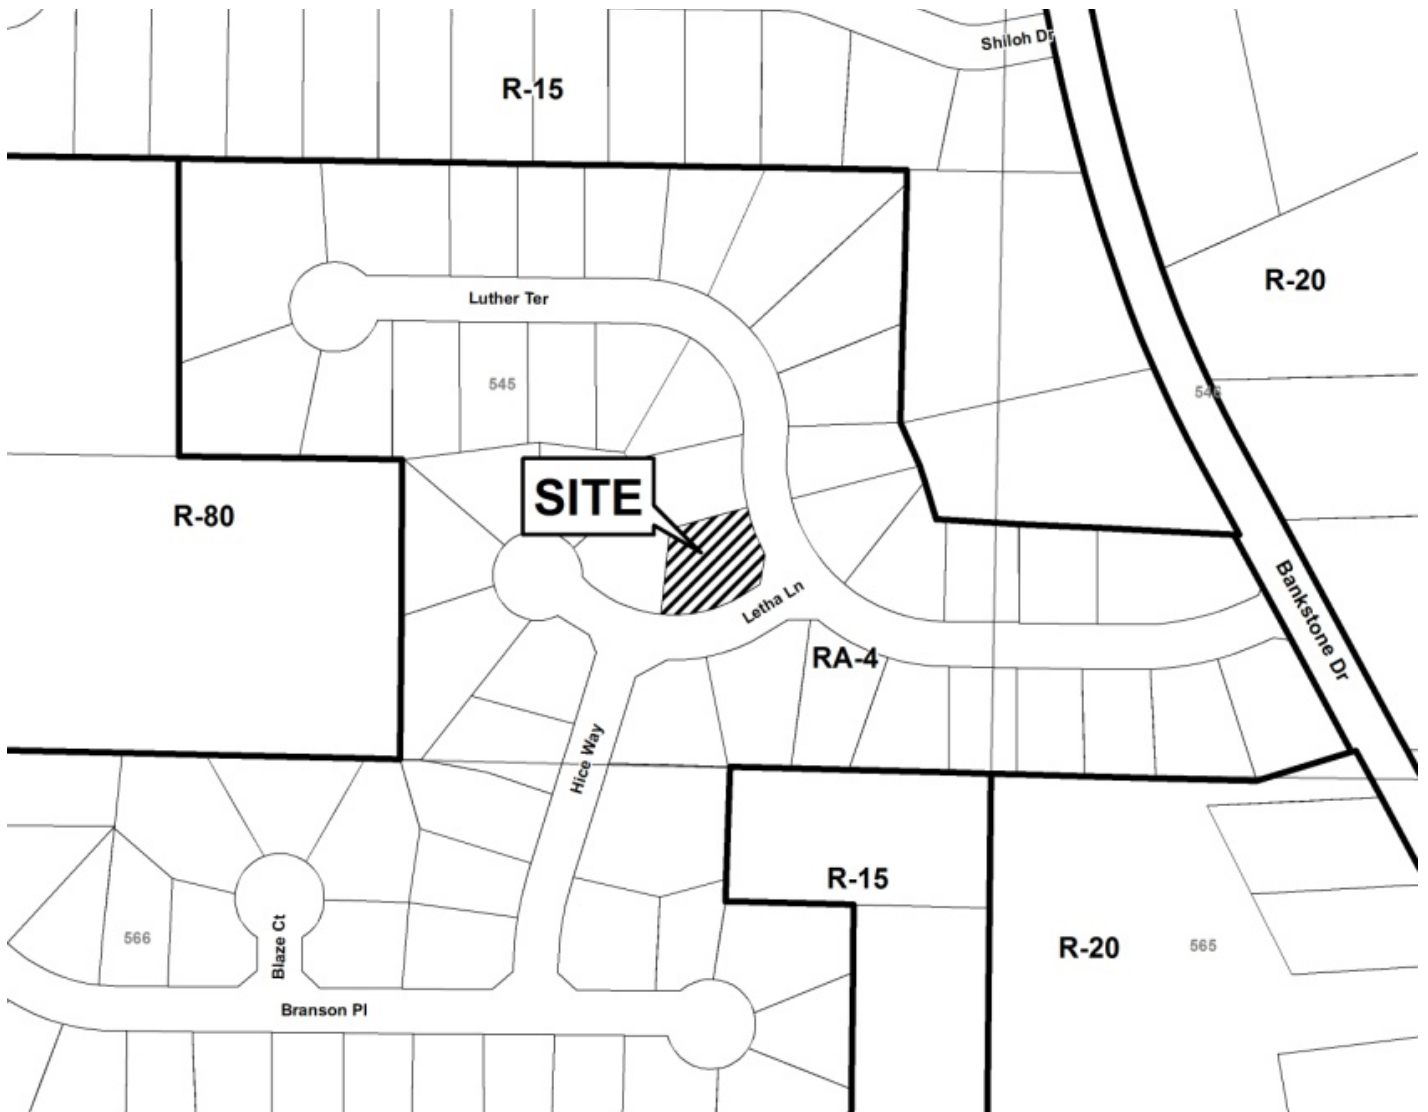 Shiloh Dr
R-15
R-20
Luther Ter
545
546
SITE
R-80
Bankstone Dr
Letha Ln
RA-4
Hice Way
R-15
566
Blaze Ct
R-20
565
Branson Pl